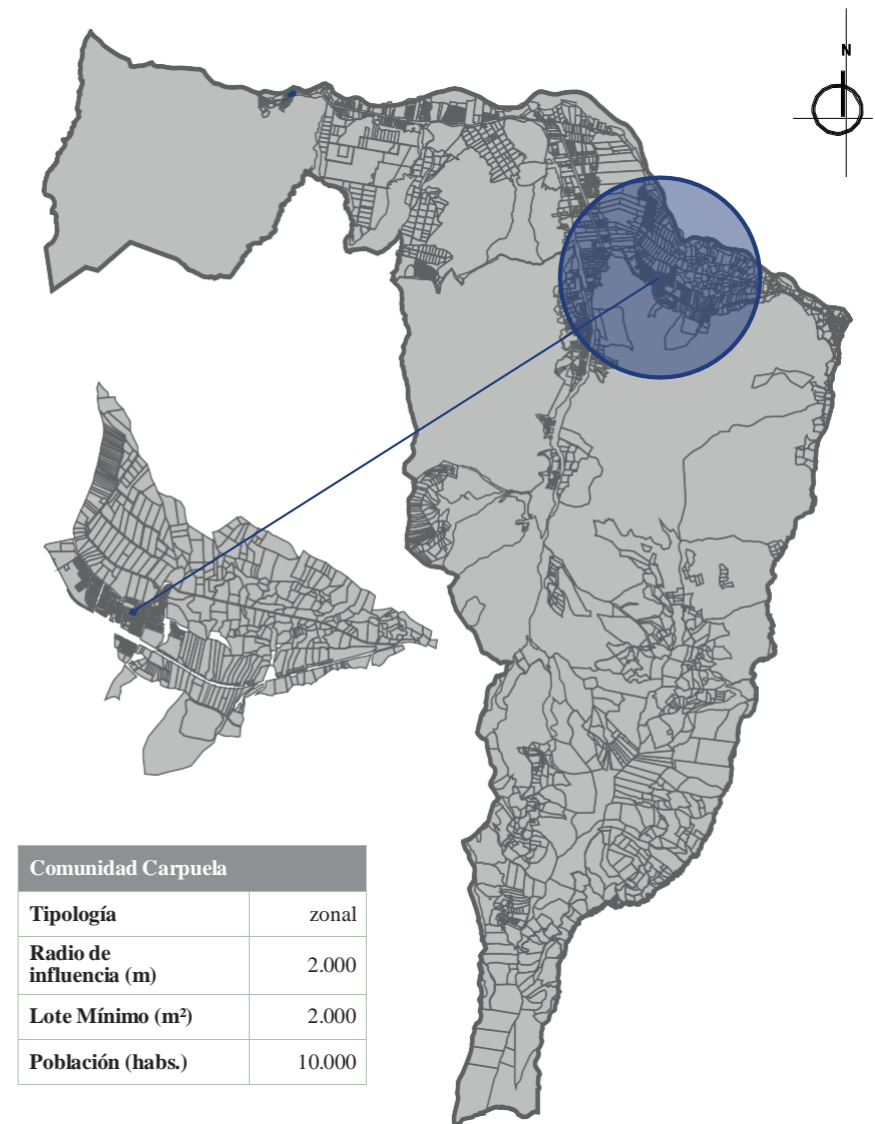 N
Comunidad Carpuela
Tipología zonal
Radio de
influencia (m) 2.000
Lote Mínimo (m²) 2.000
Población (habs.) 10.000